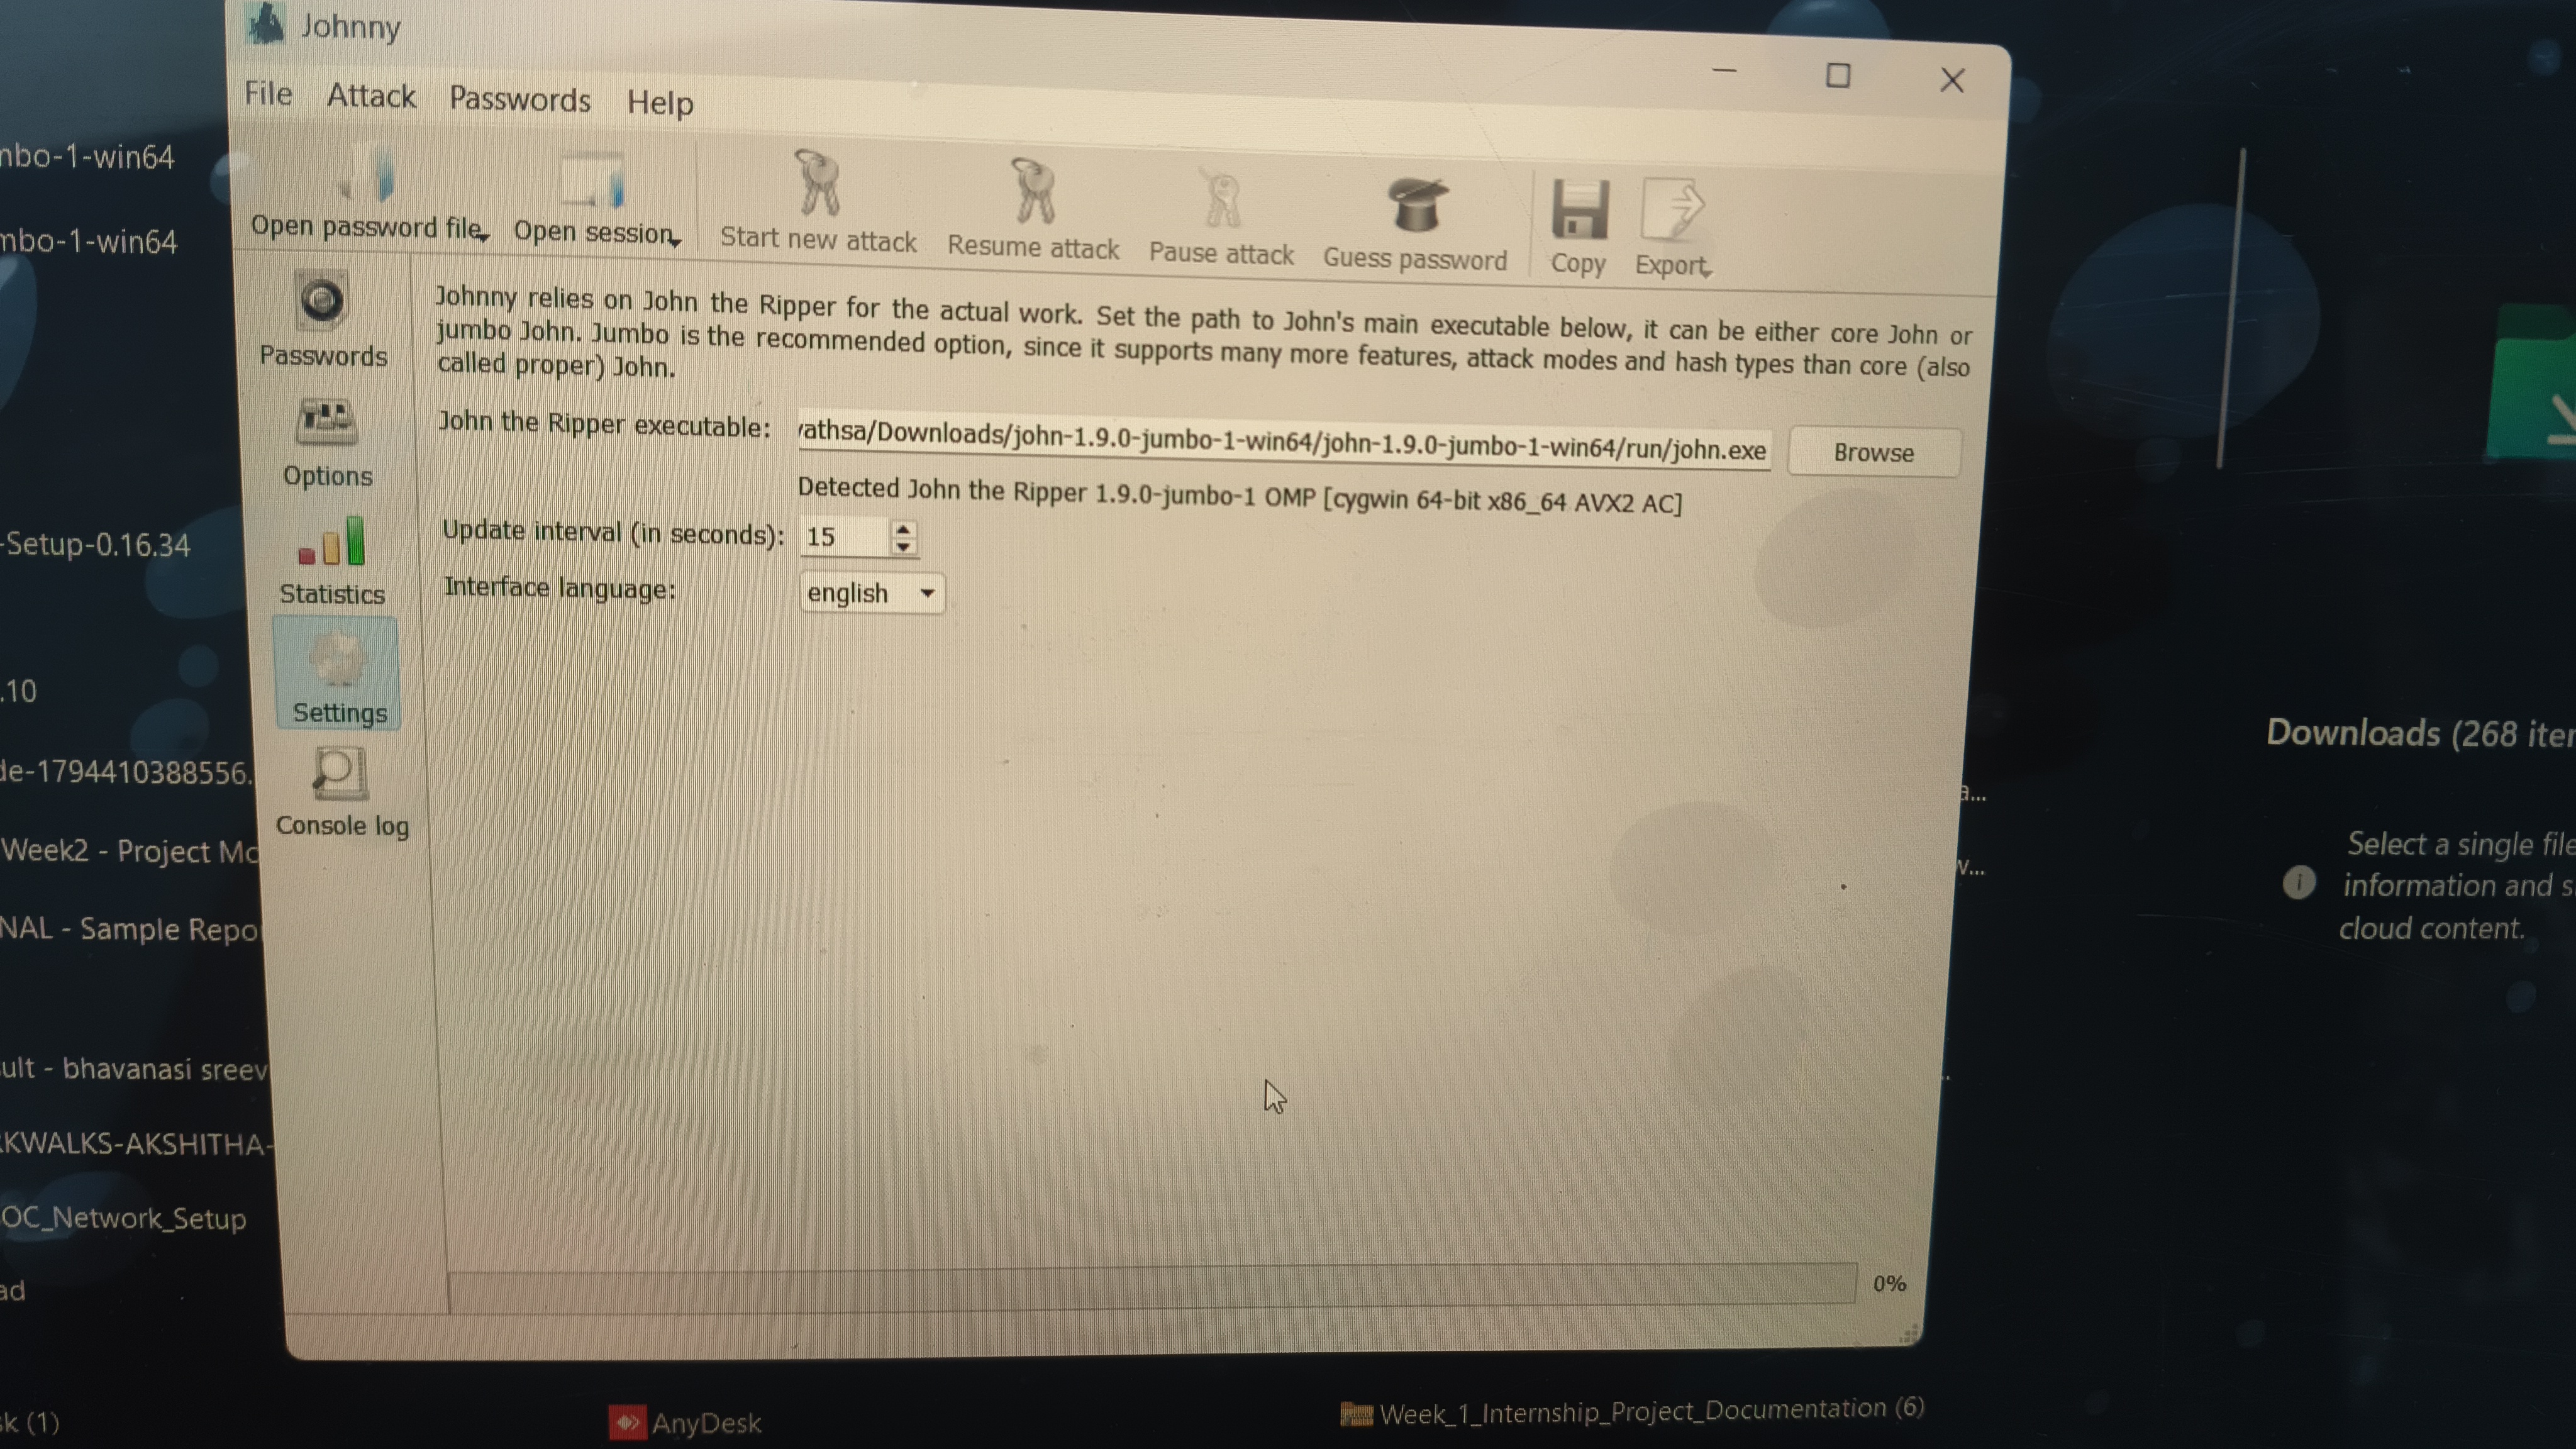 Johnny
File Attack Passwords Help
Open password file Open session Start new attack Resume attack Pause attack Guess password Copy Export
Passwords
Options
Statistics
Settings
Console log
Johnny relies on John the Ripper for the actual work. Set the path to John's main executable below, it can be either core John or
jumbo John. Jumbo is the recommended option, since it supports many more features, attack modes and hash types than core (also
called proper) John.
John the Ripper executable: /athsa/Downloads/john-1.9.0-jumbo-1-win64/john-1.9.0-jumbo-1-win64/run/john.exe Browse
Detected John the Ripper 1.9.0-jumbo-1 OMP [cygwin 64-bit x86_64 AVX2 AC]
Update interval (in seconds): 15
Interface language: english
0%
mbo-1-win64
mbo-1-win64
-Setup-0.16.34
.10
de-1794410388556.
Week2 - Project Mo
NAL - Sample Repo
ult - bhavanasi sreev
KWALKS-AKSHITHA-
OC_Network_Setup
ad
sk (1)
AnyDesk
Week_1_Internship_Project_Documentation (6)
a...
v...
Downloads (268 iter
Select a single file
information and s
cloud content.